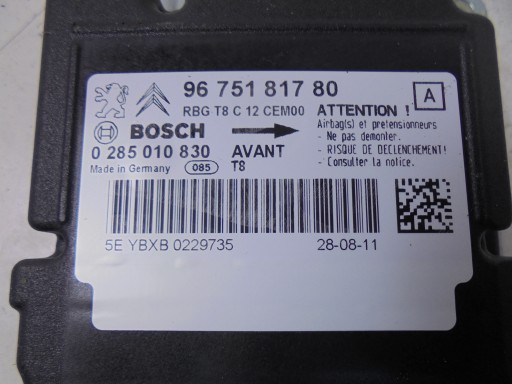 96 751 817 80
A
RBG T8 C 12 CEM00
ATTENTION !
Airbag(s) et pretensionneurs
BOSCH
- Ne pas demonter.
0 285 010 830 AVANT
- RISQUE DE DECLENCHEMENT!
Made in Germany 085 T8
- Consulter la notice.
5E YBXB 0229735
28-08-11